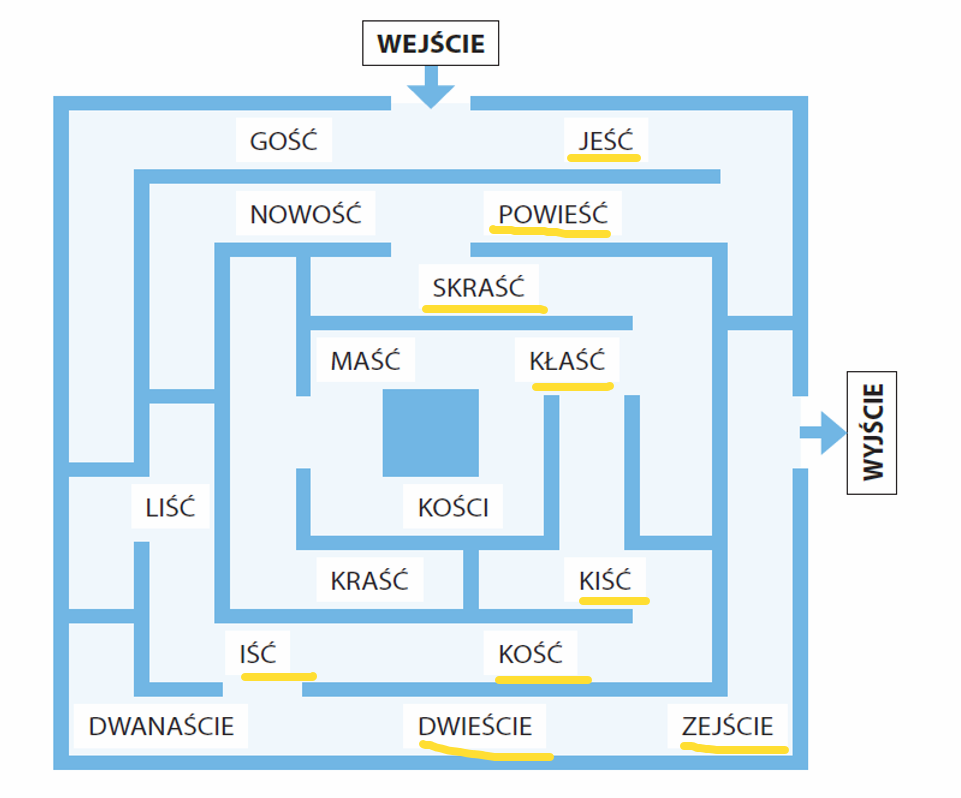 WEJŚCIE
GOŚĆ JEŚĆ
NOWOŚĆ POWIEŚĆ
SKRAŚĆ
MAŚĆ KŁAŚĆ
WYJŚCIE
LIŚĆ KOŚCI
KRAŚĆ KIŚĆ
IŚĆ KOŚĆ
DWANAŚCIE DWIEŚCIE ZEJŚCIE